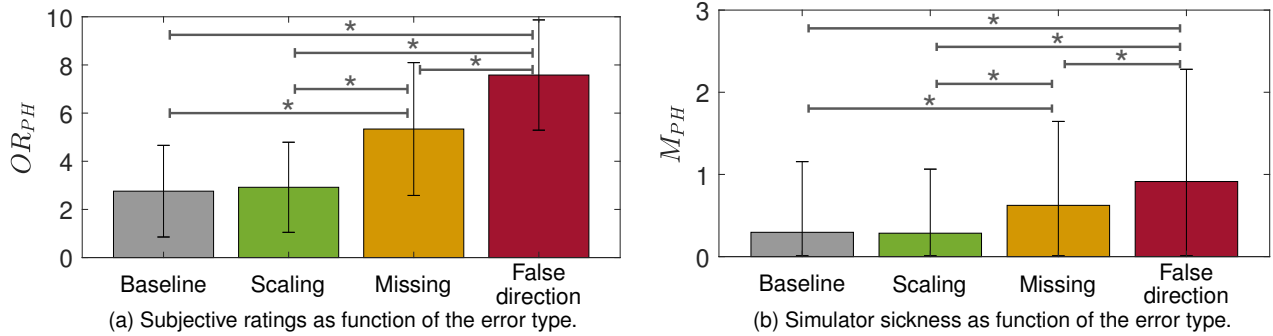 10
8
6
4
2
0
OR_PH
* * * * *
Baseline Scaling Missing False direction
(a) Subjective ratings as function of the error type.
3
2
1
0
M_PH
* * * * *
Baseline Scaling Missing False direction
(b) Simulator sickness as function of the error type.